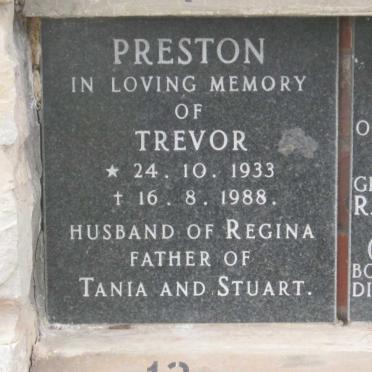 PRESTON
IN LOVING MEMORY
OF
TREVOR
★ 24 . 10 . 1933
† 16 . 8 . 1988.
HUSBAND OF REGINA
FATHER OF
TANIA AND STUART.